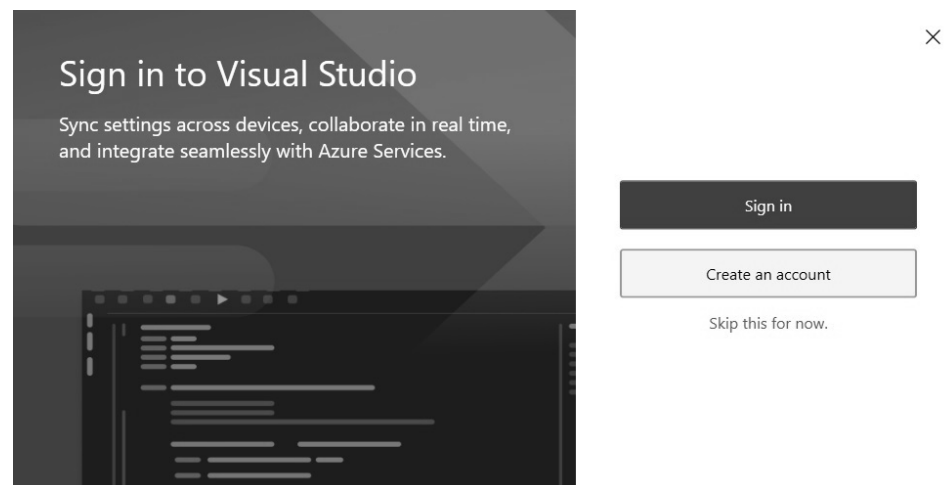 Sign in to Visual Studio
Sync settings across devices, collaborate in real time,
and integrate seamlessly with Azure Services.
Sign in
Create an account
Skip this for now.